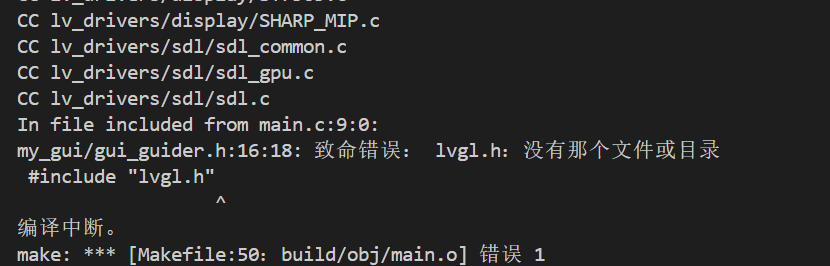 CC lv_drivers/display/SHARP_MIP.c
CC lv_drivers/sdl/sdl_common.c
CC lv_drivers/sdl/sdl_gpu.c
CC lv_drivers/sdl/sdl.c
In file included from main.c:9:0:
my_gui/gui_guider.h:16:18: 致命错误： lvgl.h：没有那个文件或目录
#include "lvgl.h"
^
编译中断。
make: *** [Makefile:50：build/obj/main.o] 错误 1